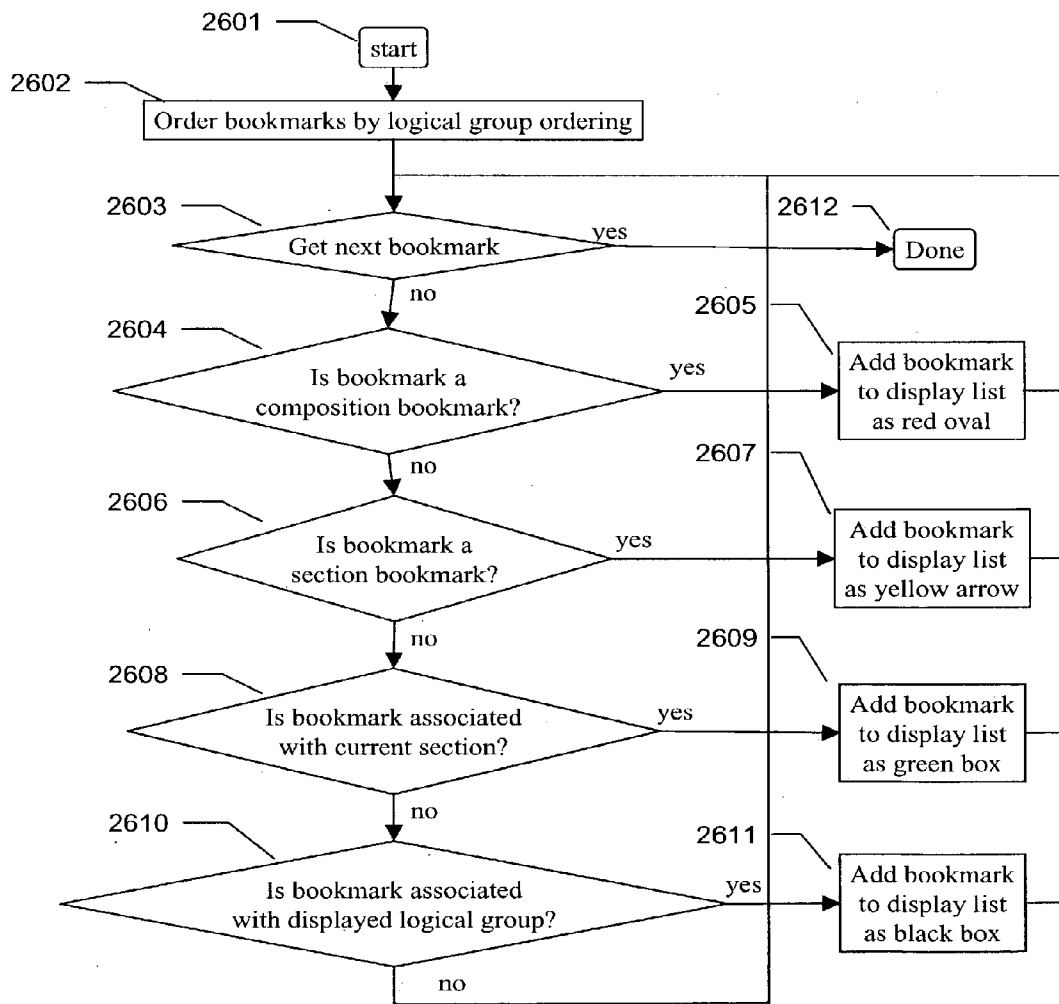 2601
start
2602
Order bookmarks by logical group ordering
2603
Get next bookmark
yes
2612
Done
no
2604
Is bookmark a
composition bookmark?
yes
2605
Add bookmark
to display list
as red oval
no
2606
Is bookmark a
section bookmark?
yes
2607
Add bookmark
to display list
as yellow arrow
no
2608
Is bookmark associated
with current section?
yes
2609
Add bookmark
to display list
as green box
no
2610
Is bookmark associated
with displayed logical group?
yes
2611
Add bookmark
to display list
as black box
no